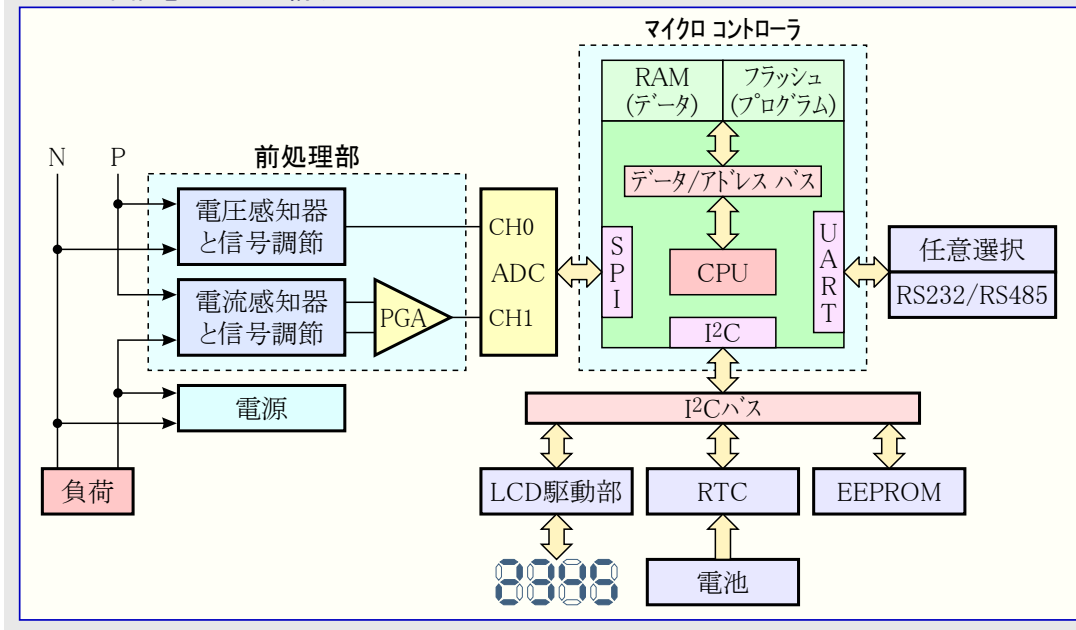 マイクロ コントローラ
RAM
(データ)
フラッシュ
(プログラム)
N
P
前処理部
データ/アドレス バス
電圧感知器
と信号調節
CH0
ADC
CH1
SPI
CPU
UART
任意選択
RS232/RS485
電流感知器
と信号調節
PGA
I²C
電源
I²Cバス
負荷
LCD駆動部
RTC
EEPROM
電池